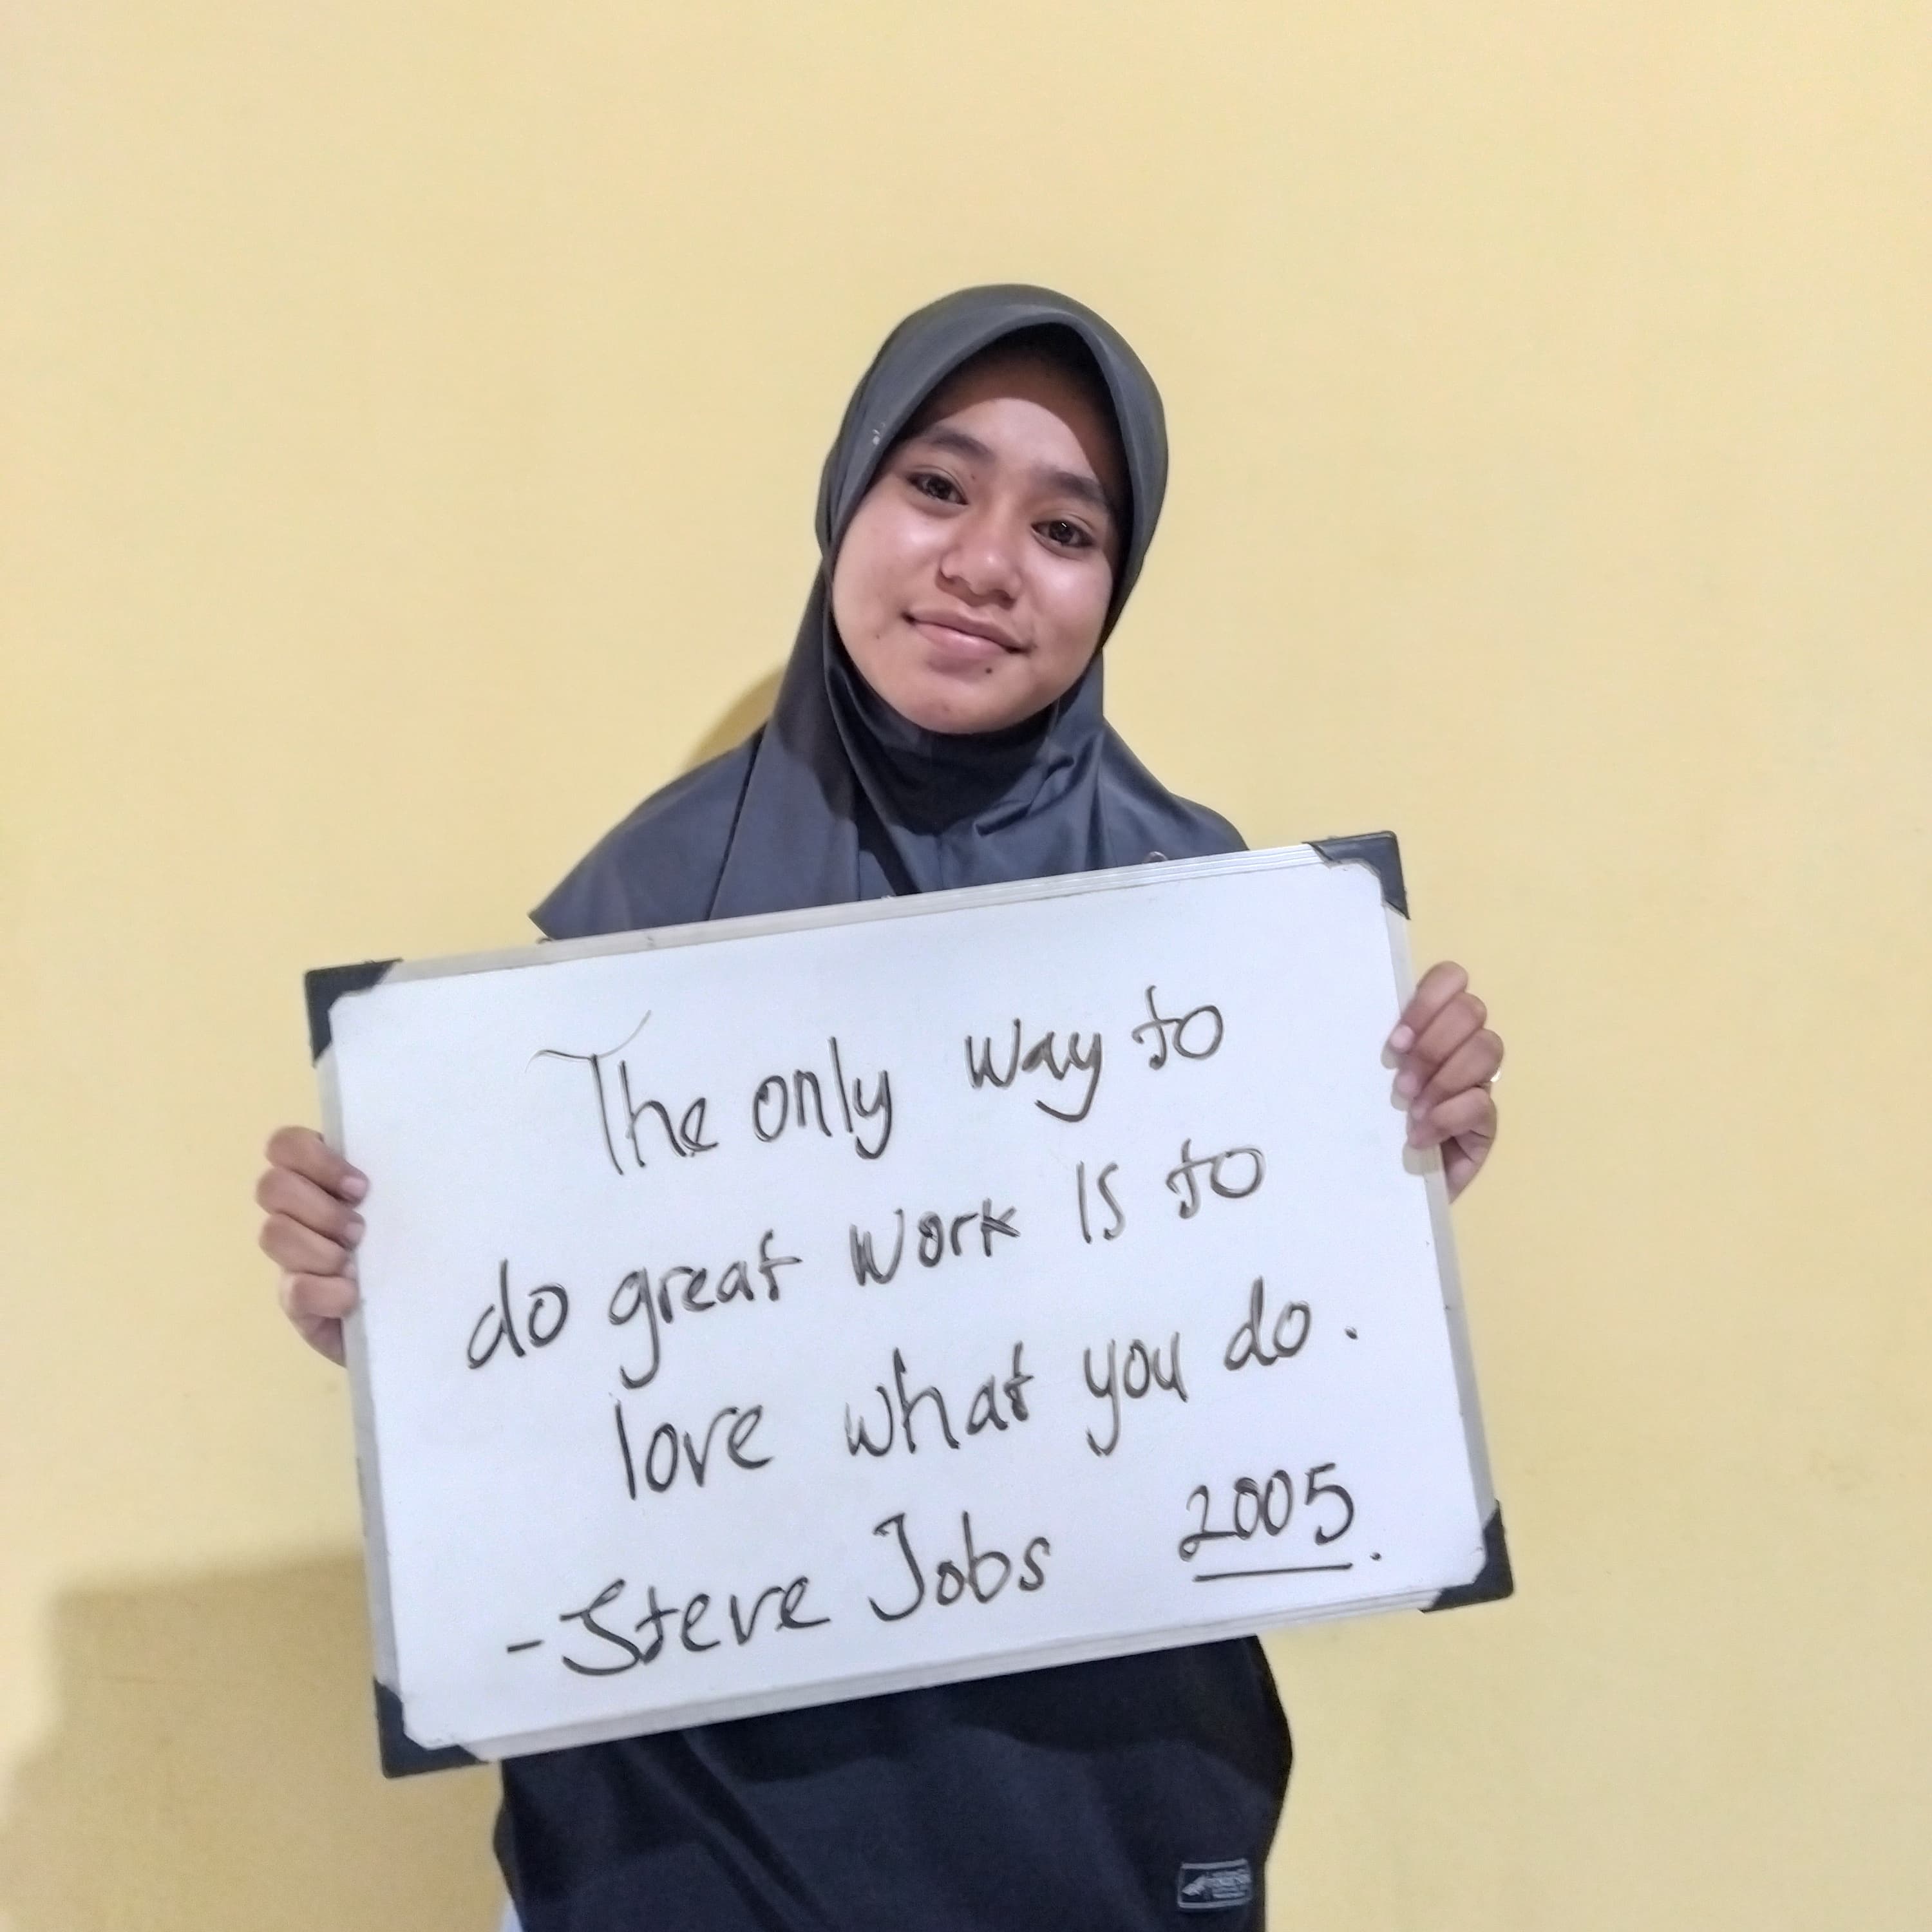 The only way to
do great work is to
love what you do.
- Steve Jobs 2005.